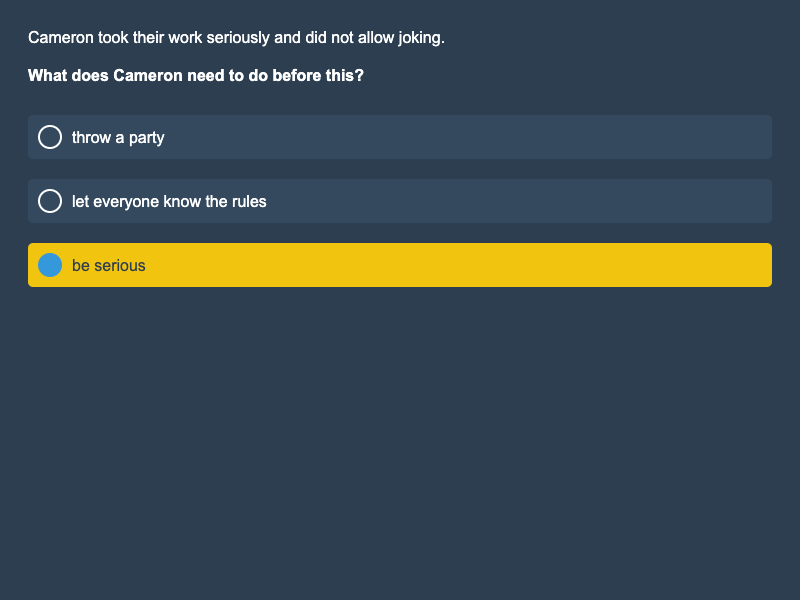 Cameron took their work seriously and did not allow joking.
What does Cameron need to do before this?
throw a party
let everyone know the rules
be serious